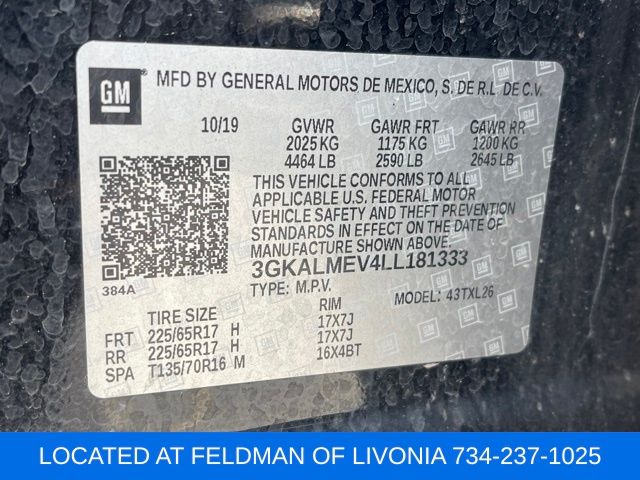 GM
MFD BY GENERAL MOTORS DE MEXICO, S. DE R.L DE C.V.
10/19 GVWR GAWR FRT GAWR RR
2025 KG 1175 KG 1200 KG
4464 LB 2590 LB 2645 LB
THIS VEHICLE CONFORMS TO ALL
APPLICABLE U.S. FEDERAL MOTOR
VEHICLE SAFETY AND THEFT PREVENTION
STANDARDS IN EFFECT ON THE DATE OF
MANUFACTURE SHOWN ABOVE.
3GKALMEV4LL181333
384A
TYPE: M.P.V. MODEL: 43TXL26
TIRE SIZE RIM
FRT 225/65R17 H 17X7J
RR 225/65R17 H 17X7J
SPA T135/70R16 M 16X4BT
LOCATED AT FELDMAN OF LIVONIA 734-237-1025